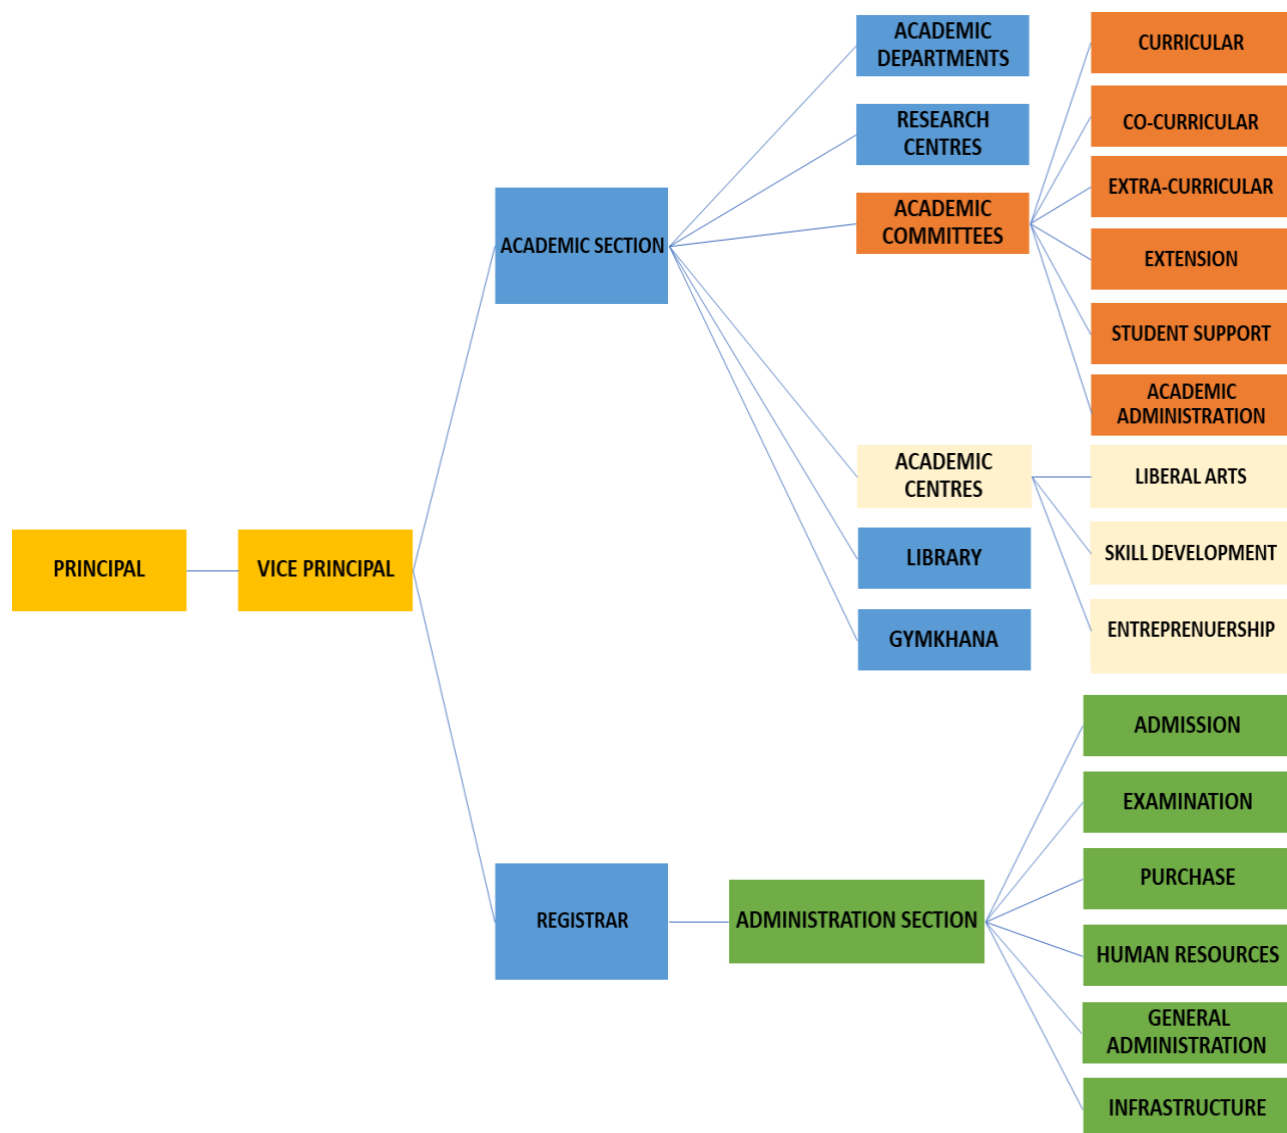 ACADEMIC
DEPARTMENTS
RESEARCH
CENTRES
ACADEMIC
COMMITTEES
CURRICULAR
CO-CURRICULAR
EXTRA-CURRICULAR
EXTENSION
STUDENT SUPPORT
ACADEMIC
ADMINISTRATION
ACADEMIC SECTION
ACADEMIC
CENTRES
LIBERAL ARTS
SKILL DEVELOPMENT
ENTREPRENUERSHIP
LIBRARY
GYMKHANA
PRINCIPAL
VICE PRINCIPAL
REGISTRAR
ADMINISTRATION SECTION
ADMISSION
EXAMINATION
PURCHASE
HUMAN RESOURCES
GENERAL
ADMINISTRATION
INFRASTRUCTURE